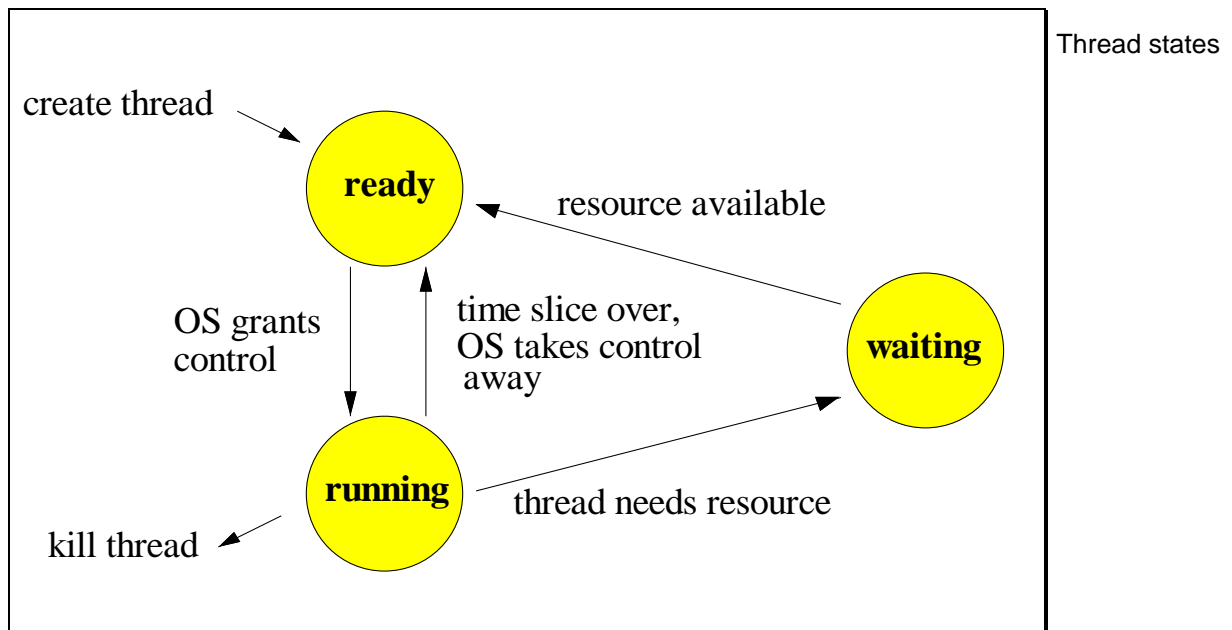 Thread states
create thread
ready
resource available
OS grants
control
time slice over,
OS takes control
away
waiting
running
thread needs resource
kill thread